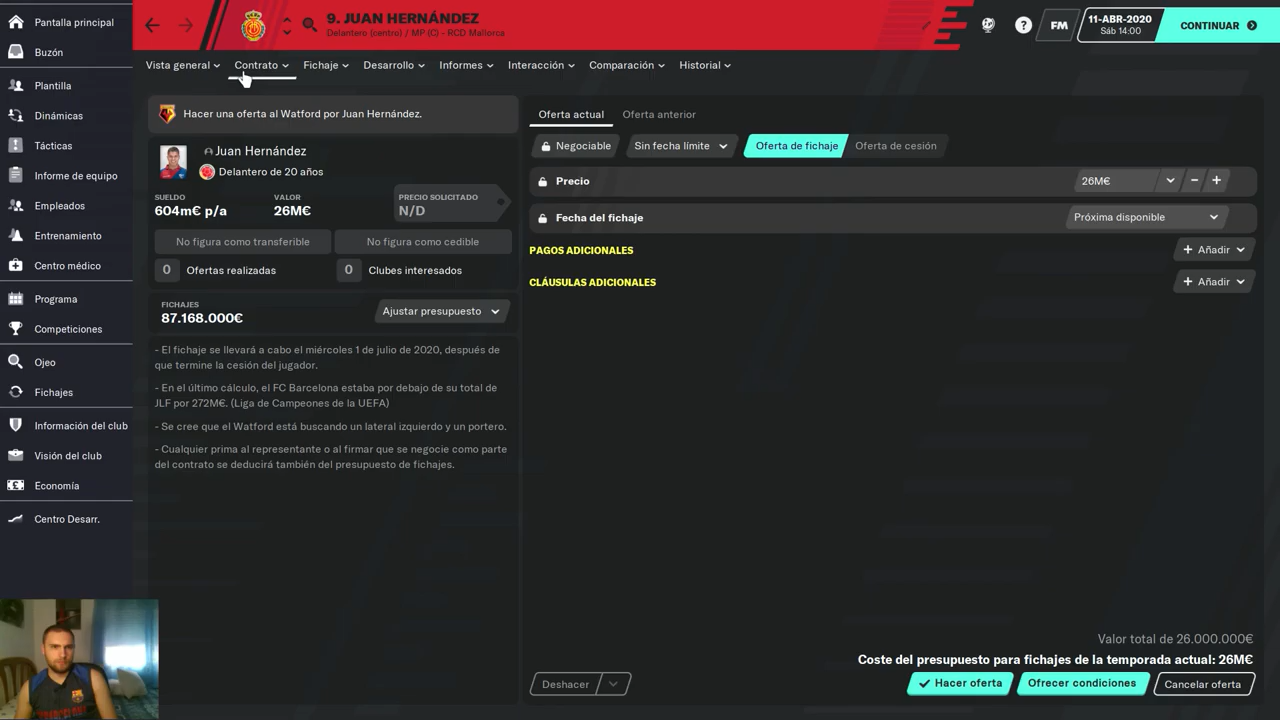 Pantalla principal
Buzón
Plantilla
Dinámicas
Tácticas
Informe de equipo
Empleados
Entrenamiento
Centro médico
Programa
Competiciones
Ojeo
Fichajes
Información del club
Visión del club
Economía
Centro Desarr.
9. JUAN HERNÁNDEZ
Delantero (centro) / MP (C) - RCD Mallorca
?
FM
11-ABR-2020
Sáb 14:00
CONTINUAR
Vista general
Contrato
Fichaje
Desarrollo
Informes
Interacción
Comparación
Historial
Hacer una oferta al Watford por Juan Hernández.
Juan Hernández
Delantero de 20 años
SUELDO
604m€ p/a
VALOR
26M€
PRECIO SOLICITADO
N/D
No figura como transferible
No figura como cedible
0 Ofertas realizadas
0 Clubes interesados
FICHAJES
87.168.000€
Ajustar presupuesto
- El fichaje se llevará a cabo el miércoles 1 de julio de 2020, después de
que termine la cesión del jugador.
- En el último cálculo, el FC Barcelona estaba por debajo de su total de
JLF por 272M€. (Liga de Campeones de la UEFA)
- Se cree que el Watford está buscando un lateral izquierdo y un portero.
- Cualquier prima al representante o al firmar que se negocie como parte
del contrato se deducirá también del presupuesto de fichajes.
Oferta actual
Oferta anterior
Negociable
Sin fecha límite
Oferta de fichaje
Oferta de cesión
Precio
26M€
- +
Fecha del fichaje
Próxima disponible
PAGOS ADICIONALES
+ Añadir
CLÁUSULAS ADICIONALES
+ Añadir
Valor total de 26.000.000€
Coste del presupuesto para fichajes de la temporada actual: 26M€
Deshacer
Hacer oferta
Ofrecer condiciones
Cancelar oferta